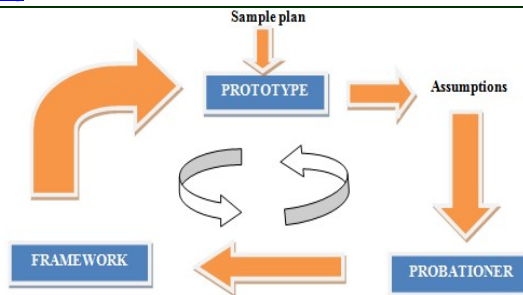 Sample plan
PROTOTYPE
Assumptions
FRAMEWORK
PROBATIONER